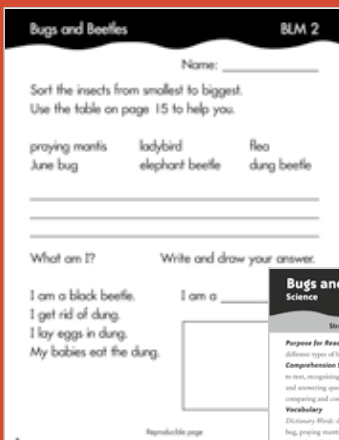 Bugs and Beetles BLM 2
Name:
Sort the insects from smallest to biggest.
Use the table on page 15 to help you.
praying mantis ladybird flea
June bug elephant beetle dung beetle
What am I? Write and draw your answer.
I am a black beetle. I am a
I get rid of dung.
I lay eggs in dung.
My babies eat the dung.
Reproducible page
Bugs and
Science
Purpose for Read
different types of b
Comprehension S
to text, recognising
and answering que
comparing and con
Vocabulary
Dictionary Words: d
bug, praying mant